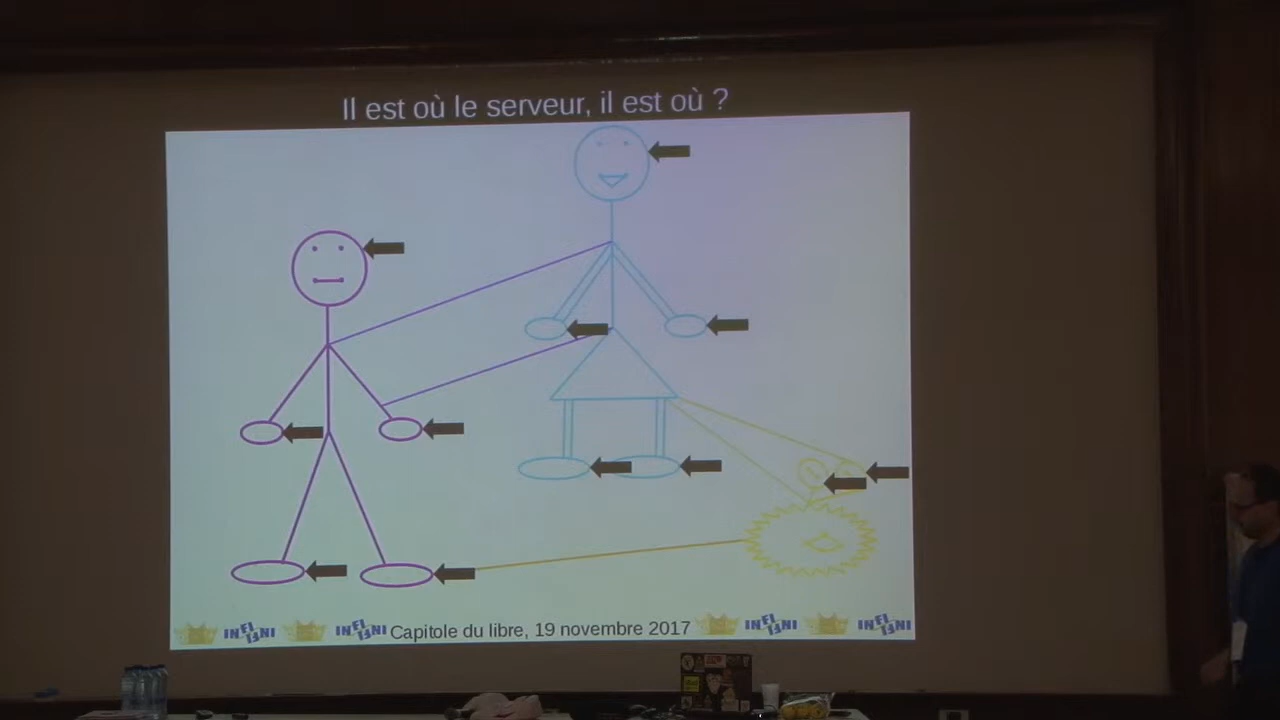 Il est où le serveur, il est où ?
INFINI INFINI Capitole du libre, 19 novembre 2017 INFINI INFINI